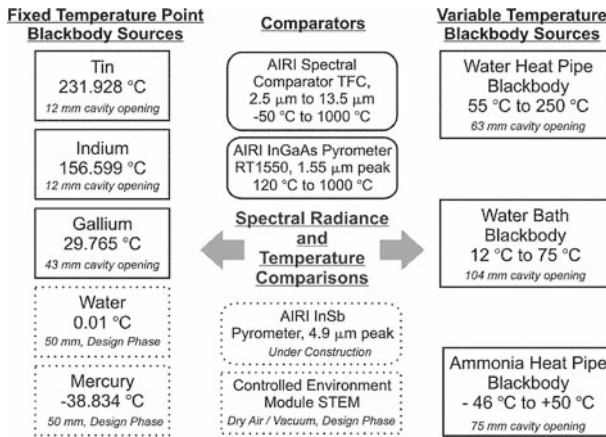 Fixed Temperature Point
Blackbody Sources
Tin
231.928 °C
12 mm cavity opening
Indium
156.599 °C
12 mm cavity opening
Gallium
29.765 °C
43 mm cavity opening
Water
0.01 °C
50 mm, Design Phase
Mercury
-38.834 °C
50 mm, Design Phase
Comparators
AIRI Spectral
Comparator TFC,
2.5 µm to 13.5 µm
-50 °C to 1000 °C
AIRI InGaAs Pyrometer
RT1550, 1.55 µm peak
120 °C to 1000 °C
Spectral Radiance
and
Temperature
Comparisons
AIRI InSb
Pyrometer, 4.9 µm peak
Under Construction
Controlled Environment
Module STEM
Dry Air / Vacuum, Design Phase
Variable Temperature
Blackbody Sources
Water Heat Pipe
Blackbody
55 °C to 250 °C
63 mm cavity opening
Water Bath
Blackbody
12 °C to 75 °C
104 mm cavity opening
Ammonia Heat Pipe
Blackbody
- 46 °C to +50 °C
75 mm cavity opening